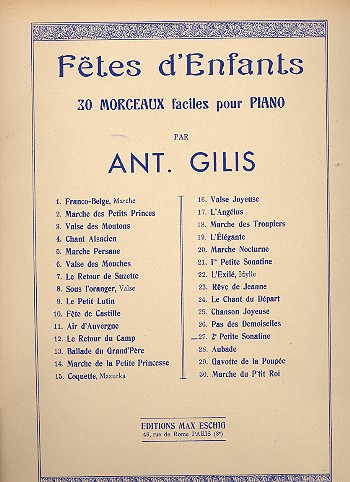 Fêtes d'Enfants
30 MORCEAUX faciles pour PIANO
PAR
ANT. GILIS
1. Franco-Belge, Marche
2. Marche des Petits Princes
3. Valse des Moutons
4. Chant Alsacien
5. Marche Persane
6. Valse des Mouches
7. Le Retour de Suzette
8. Sous l'oranger, Valse
9. Le Petit Lutin
10. Fête de Castille
11. Air d'Auvergne
12. Le Retour du Camp
13. Ballade du Grand'Père
14. Marche de la Petite Princesse
15. Coquette, Mazurka
16. Valse Joyeuse
17. L'Angélus
18. Marche des Troupiers
19. L'Élégante
20. Marche Nocturne
21. 1re Petite Sonatine
22. L'Exilé, Idylle
23. Rêve de Jeanne
24. Le Chant du Départ
25. Chanson Joyeuse
26. Pas des Demoiselles
27. 2e Petite Sonatine
28. Aubade
29. Gavotte de la Poupée
30. Marche du P'tit Roi
EDITIONS MAX ESCHIG
48, rue de Rome PARIS (8e)